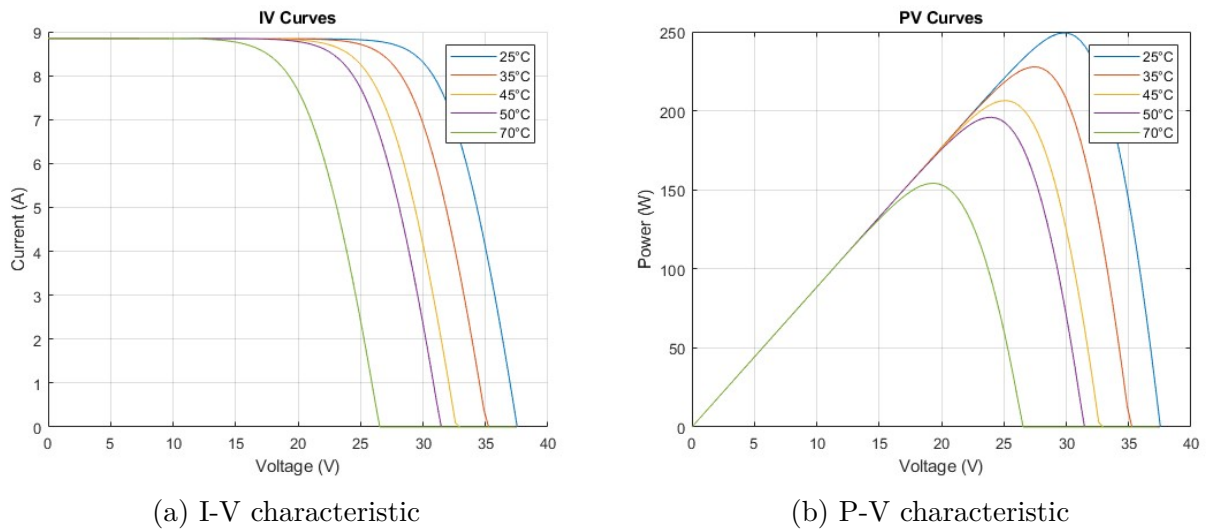 IV Curves
9
8
7
6
5
4
3
2
1
0
Current (A)
0 5 10 15 20 25 30 35 40
Voltage (V)
25°C
35°C
45°C
50°C
70°C
(a) I-V characteristic
PV Curves
250
200
150
100
50
0
Power (W)
0 5 10 15 20 25 30 35 40
Voltage (V)
25°C
35°C
45°C
50°C
70°C
(b) P-V characteristic